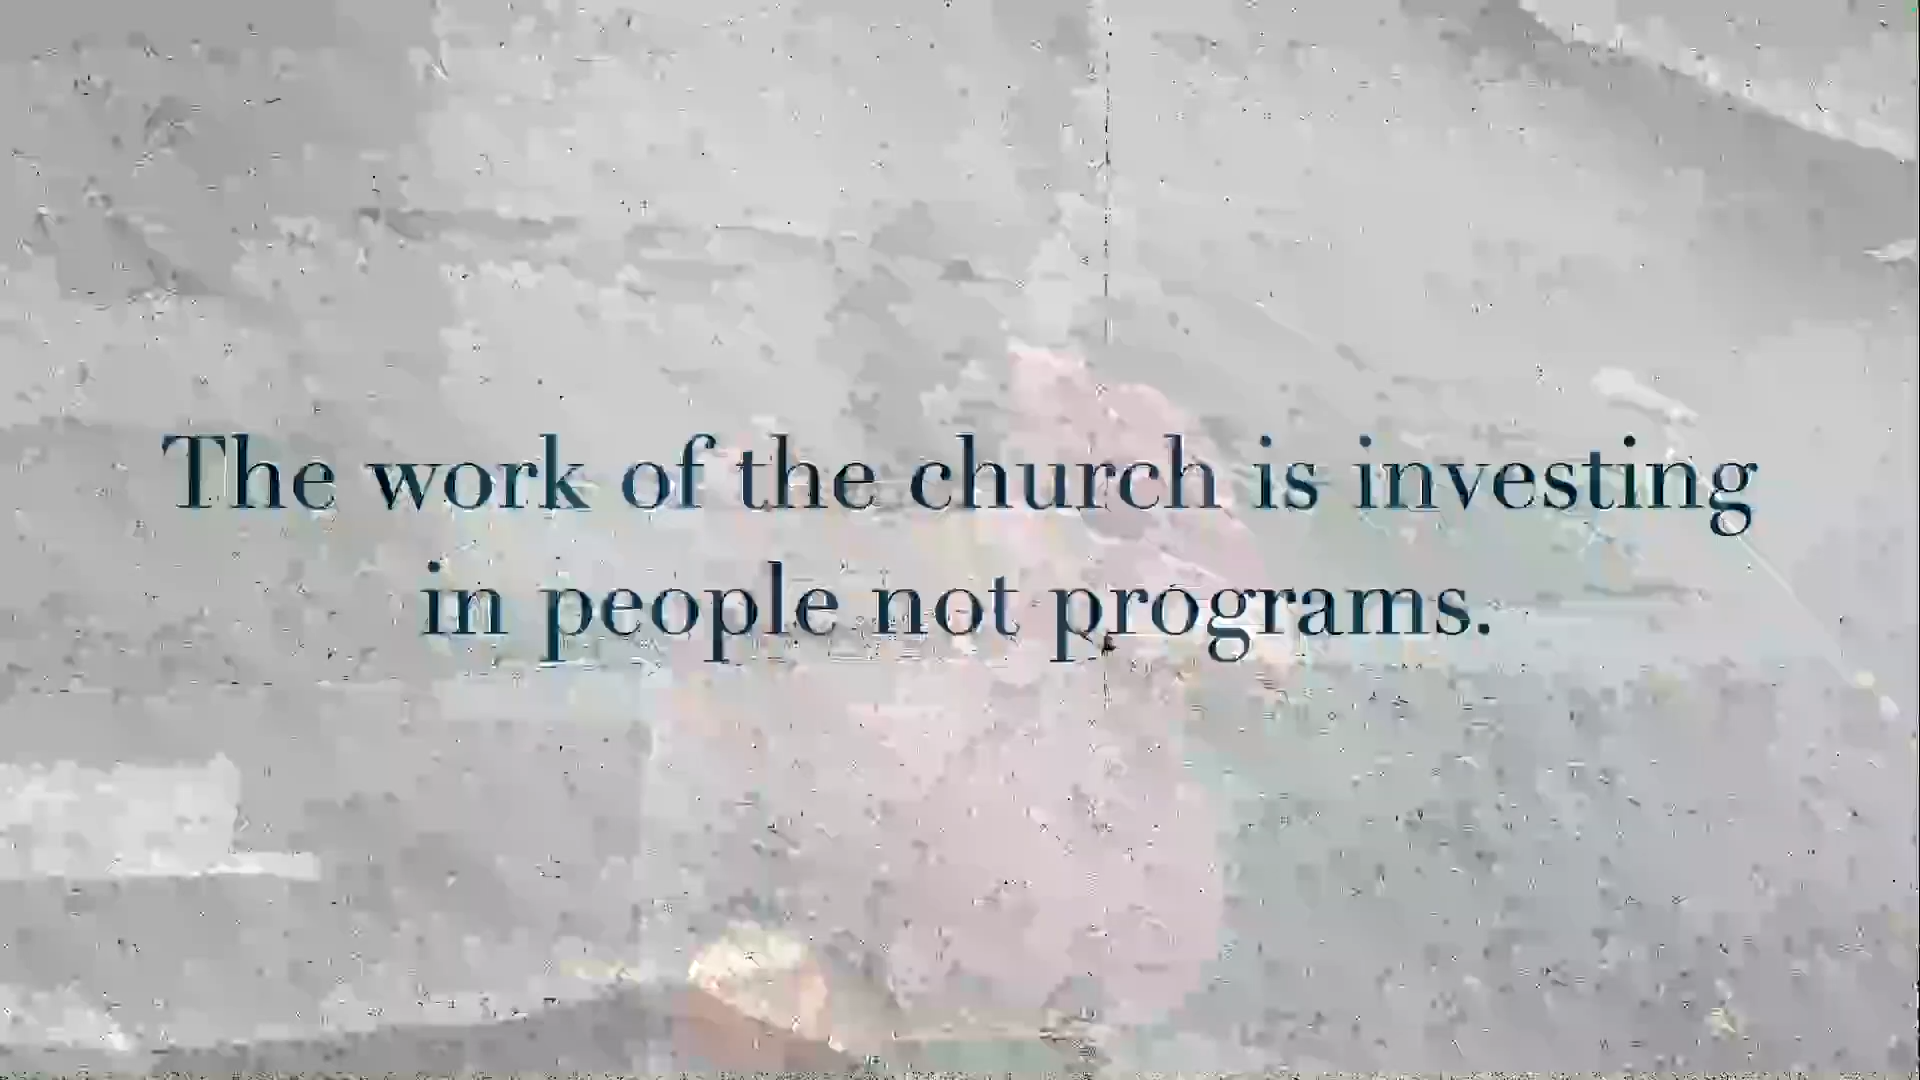 The work of the church is investing
in people not programs.